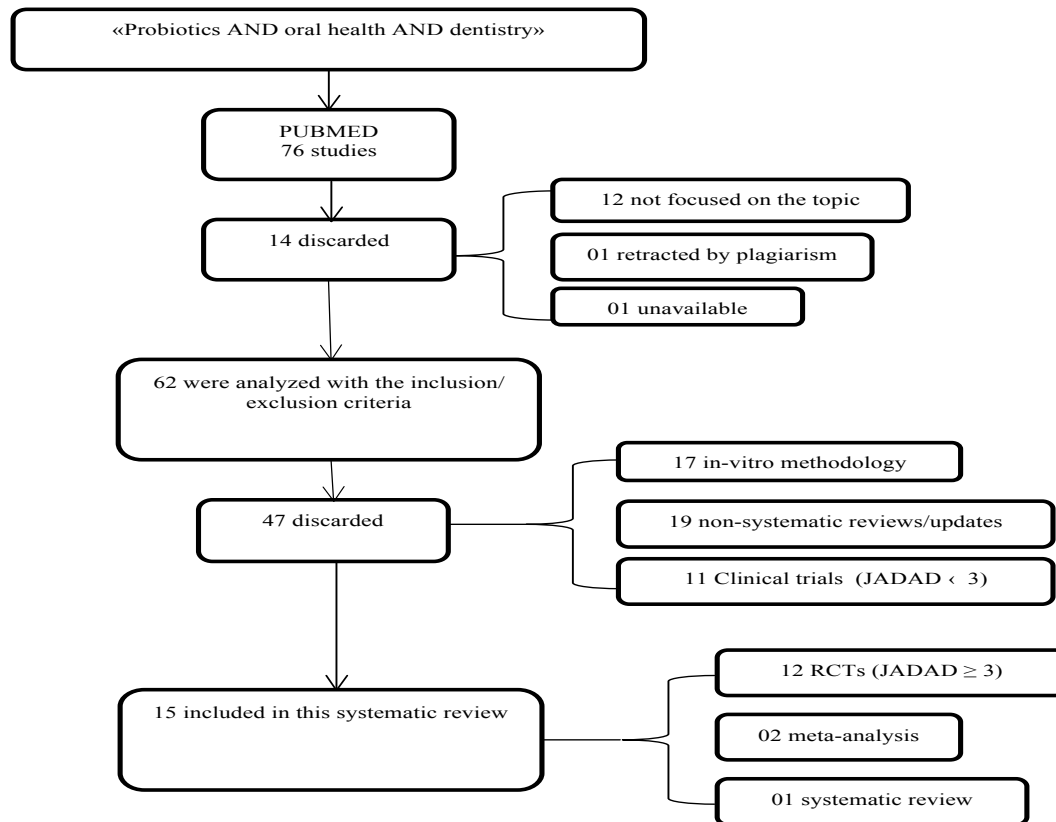 «Probiotics AND oral health AND dentistry»
PUBMED
76 studies
14 discarded
12 not focused on the topic
01 retracted by plagiarism
01 unavailable
62 were analyzed with the inclusion/
exclusion criteria
47 discarded
17 in-vitro methodology
19 non-systematic reviews/updates
11 Clinical trials (JADAD ‹ 3)
15 included in this systematic review
12 RCTs (JADAD ≥ 3)
02 meta-analysis
01 systematic review